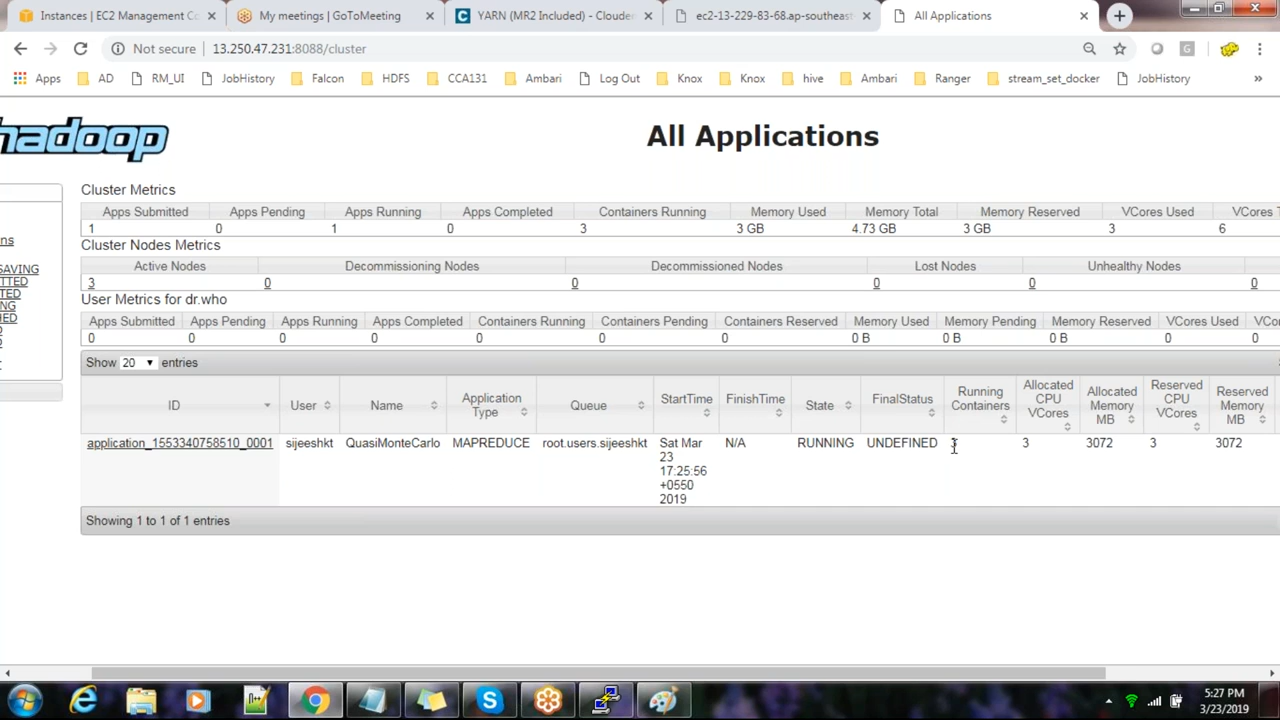 Instances | EC2 Management Co
My meetings | GoToMeeting
YARN (MR2 Included) - Clouder
ec2-13-229-83-68.ap-southeast
All Applications
Not secure | 13.250.47.231:8088/cluster
Apps AD RM_UI JobHistory Falcon HDFS CCA131 Ambari Log Out Knox Knox hive Ambari Ranger stream_set_docker JobHistory »
hadoop
All Applications
Cluster Metrics
Apps Submitted Apps Pending Apps Running Apps Completed Containers Running Memory Used Memory Total Memory Reserved VCores Used VCores T
1 0 1 0 3 3 GB 4.73 GB 3 GB 3 6
ns
Cluster Nodes Metrics
Active Nodes Decommissioning Nodes Decommissioned Nodes Lost Nodes Unhealthy Nodes
SAVING
TTED
3 0 0 0 0 0
TED
NG
User Metrics for dr.who
HED
Apps Submitted Apps Pending Apps Running Apps Completed Containers Running Containers Pending Containers Reserved Memory Used Memory Pending Memory Reserved VCores Used VCo
0 0 0 0 0 0 0 0 B 0 B 0 B 0 0
Show 20 entries
ID User Name Application Type Queue StartTime FinishTime State FinalStatus Running Containers Allocated CPU VCores Allocated Memory MB Reserved CPU VCores Reserved Memory MB
application_1553340758510_0001 sijeeshkt QuasiMonteCarlo MAPREDUCE root.users.sijeeshkt Sat Mar 23 17:25:56 +0550 2019 N/A RUNNING UNDEFINED 3 3 3072 3 3072
Showing 1 to 1 of 1 entries
5:27 PM
3/23/2019